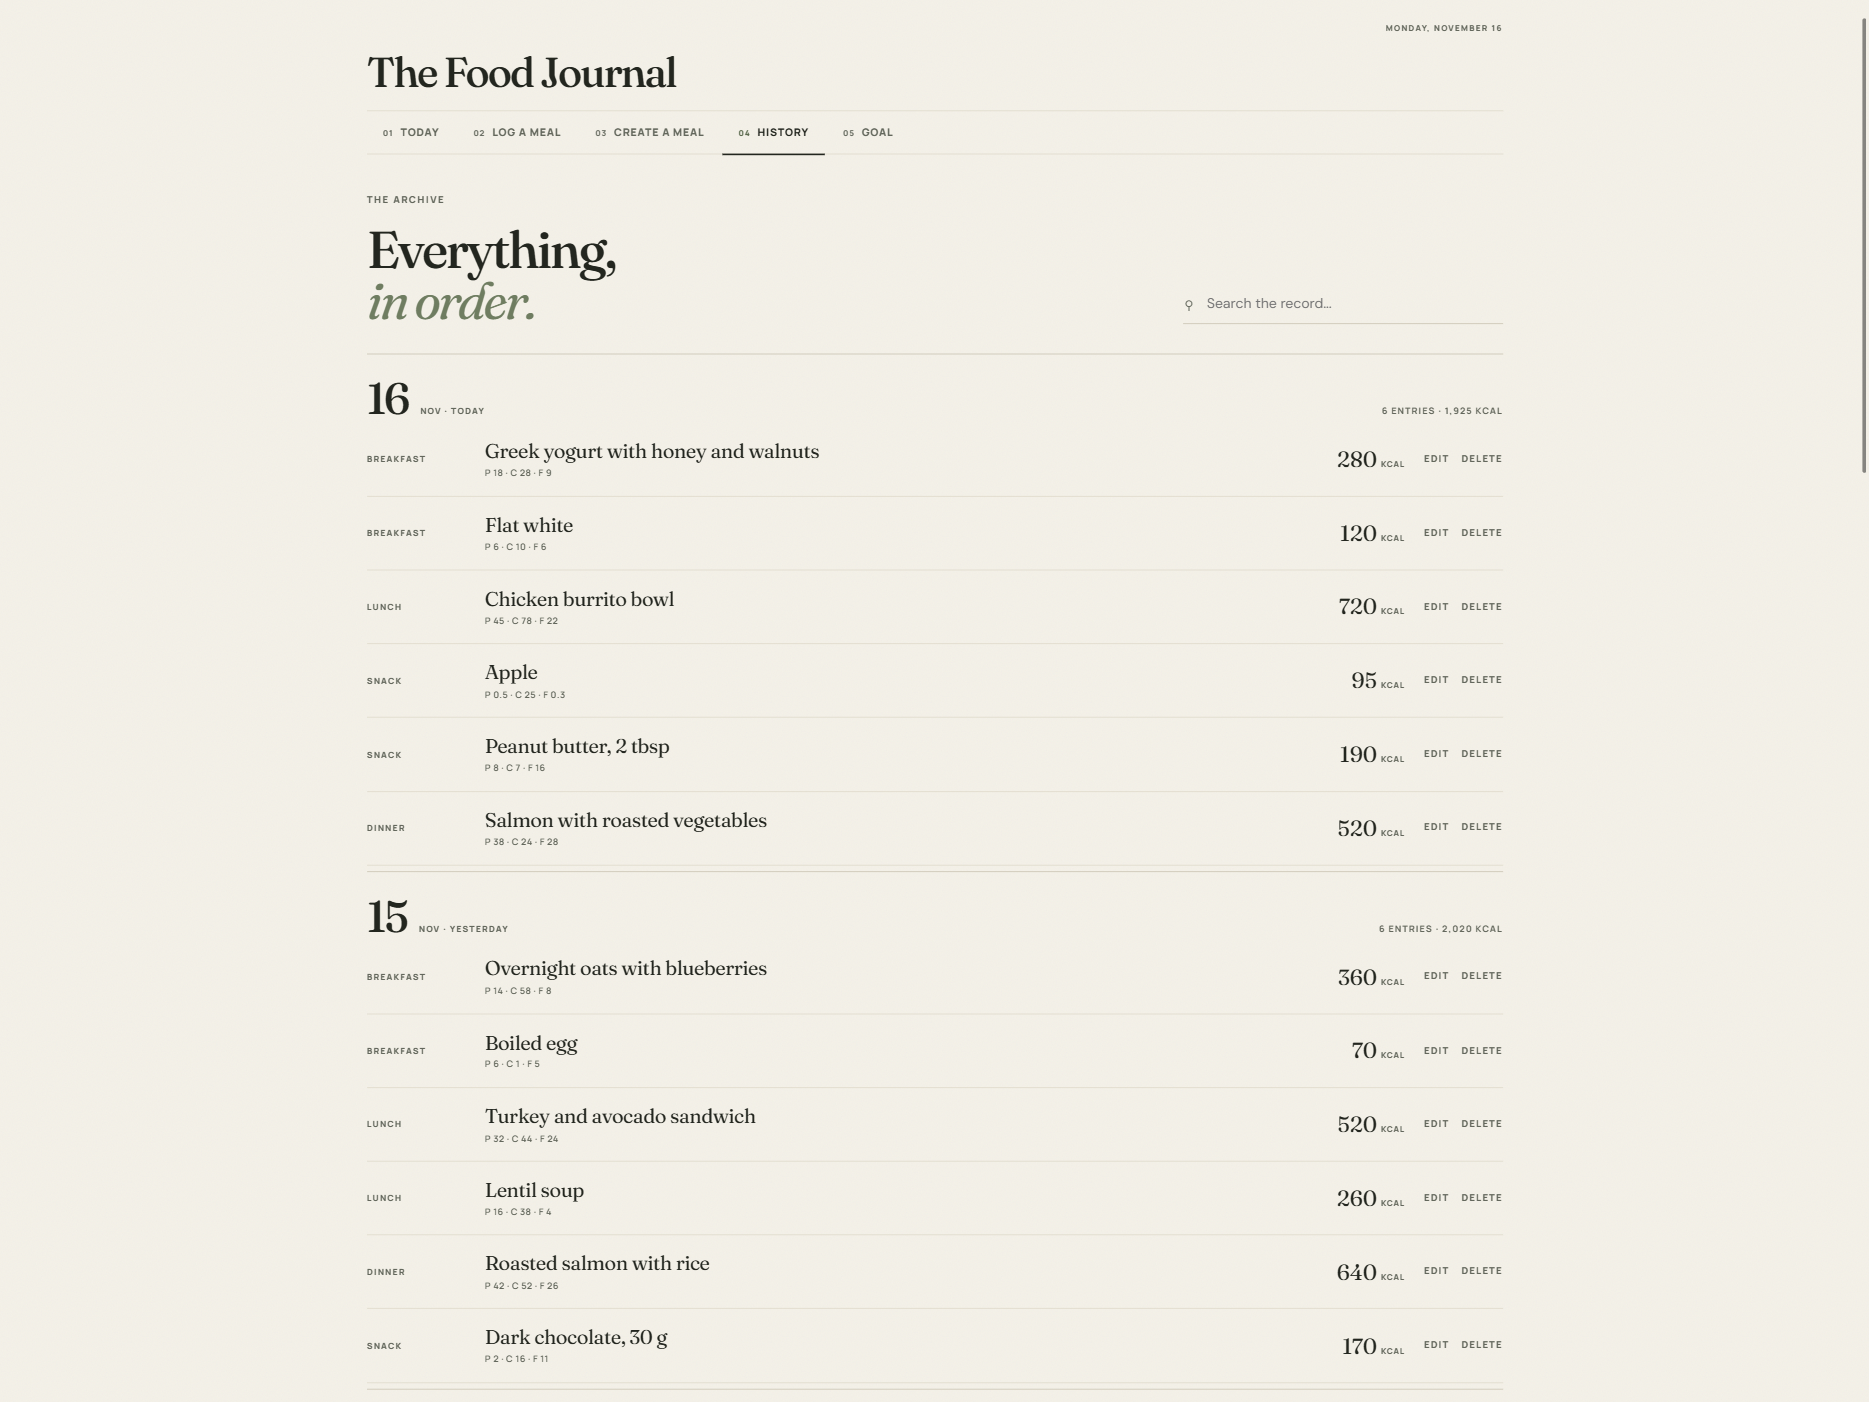 MONDAY, NOVEMBER 16
The Food Journal
01 TODAY 02 LOG A MEAL 03 CREATE A MEAL 04 HISTORY 05 GOAL
THE ARCHIVE
Everything,
in order.
Search the record...
16 NOV · TODAY 6 ENTRIES · 1,925 KCAL
BREAKFAST Greek yogurt with honey and walnuts 280 KCAL EDIT DELETE
P 18 · C 28 · F 9
BREAKFAST Flat white 120 KCAL EDIT DELETE
P 6 · C 10 · F 6
LUNCH Chicken burrito bowl 720 KCAL EDIT DELETE
P 45 · C 78 · F 22
SNACK Apple 95 KCAL EDIT DELETE
P 0.5 · C 25 · F 0.3
SNACK Peanut butter, 2 tbsp 190 KCAL EDIT DELETE
P 8 · C 7 · F 16
DINNER Salmon with roasted vegetables 520 KCAL EDIT DELETE
P 38 · C 24 · F 28
15 NOV · YESTERDAY 6 ENTRIES · 2,020 KCAL
BREAKFAST Overnight oats with blueberries 360 KCAL EDIT DELETE
P 14 · C 58 · F 8
BREAKFAST Boiled egg 70 KCAL EDIT DELETE
P 6 · C 1 · F 5
LUNCH Turkey and avocado sandwich 520 KCAL EDIT DELETE
P 32 · C 44 · F 24
LUNCH Lentil soup 260 KCAL EDIT DELETE
P 16 · C 38 · F 4
DINNER Roasted salmon with rice 640 KCAL EDIT DELETE
P 42 · C 52 · F 26
SNACK Dark chocolate, 30 g 170 KCAL EDIT DELETE
P 2 · C 16 · F 11